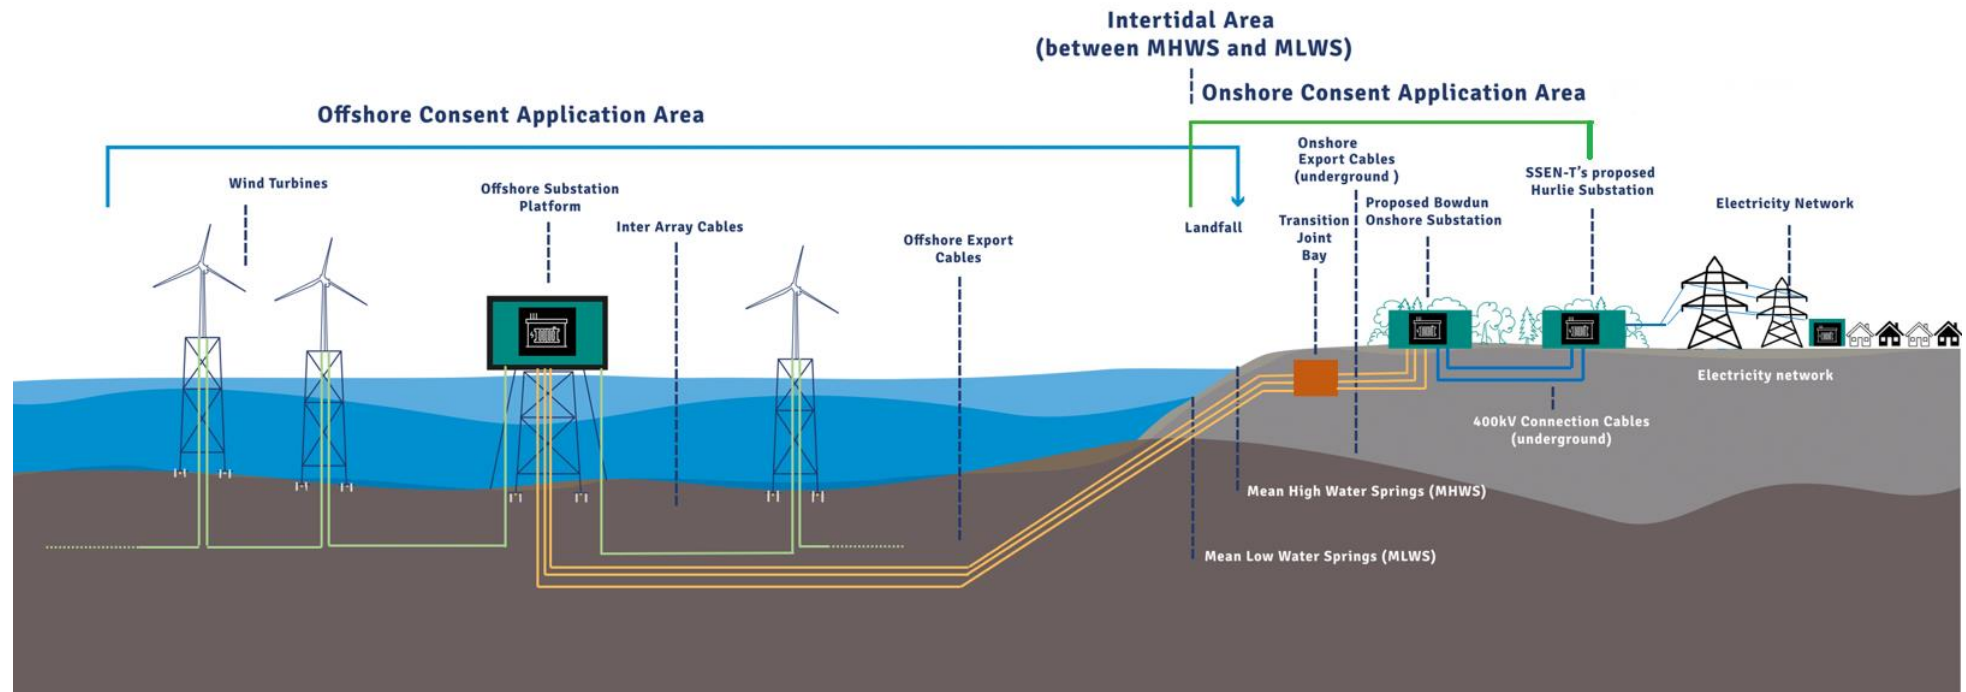 Intertidal Area
(between MHWS and MLWS)
Onshore Consent Application Area
Offshore Consent Application Area
Wind Turbines
Offshore Substation
Platform
Inter Array Cables
Offshore Export
Cables
Landfall
Transition
Joint
Bay
Onshore
Export Cables
(underground )
Proposed Bowdun
Onshore Substation
SSEN-T's proposed
Hurlie Substation
Electricity Network
Electricity network
400kV Connection Cables
(underground)
Mean High Water Springs (MHWS)
Mean Low Water Springs (MLWS)